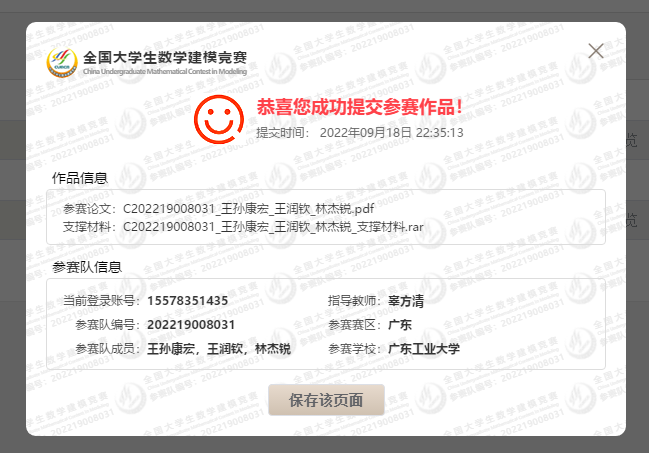 全国大学生数学建模竞赛
China Undergraduate Mathematical Contest in Modeling
恭喜您成功提交参赛作品！
提交时间： 2022年09月18日 22:35:13
作品信息
参赛论文：C202219008031_王孙康宏_王润钦_林杰锐.pdf
支撑材料：C202219008031_王孙康宏_王润钦_林杰锐_支撑材料.rar
参赛队信息
当前登录账号：15578351435 指导教师：辜方清
参赛队编号：202219008031 参赛赛区：广东
参赛队成员：王孙康宏，王润钦，林杰锐 参赛学校：广东工业大学
保存该页面
览
览
全国大学生数学建模竞赛
参赛队编号：202219008031